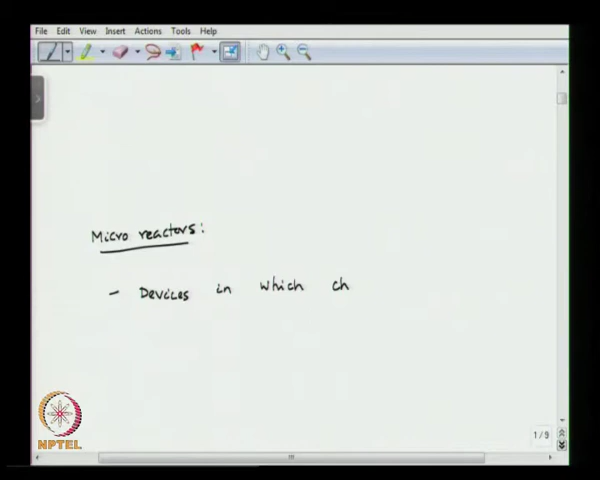 File Edit View Insert Actions Tools Help
Micro reactors:
- Devices in which ch
1/9
NPTEL